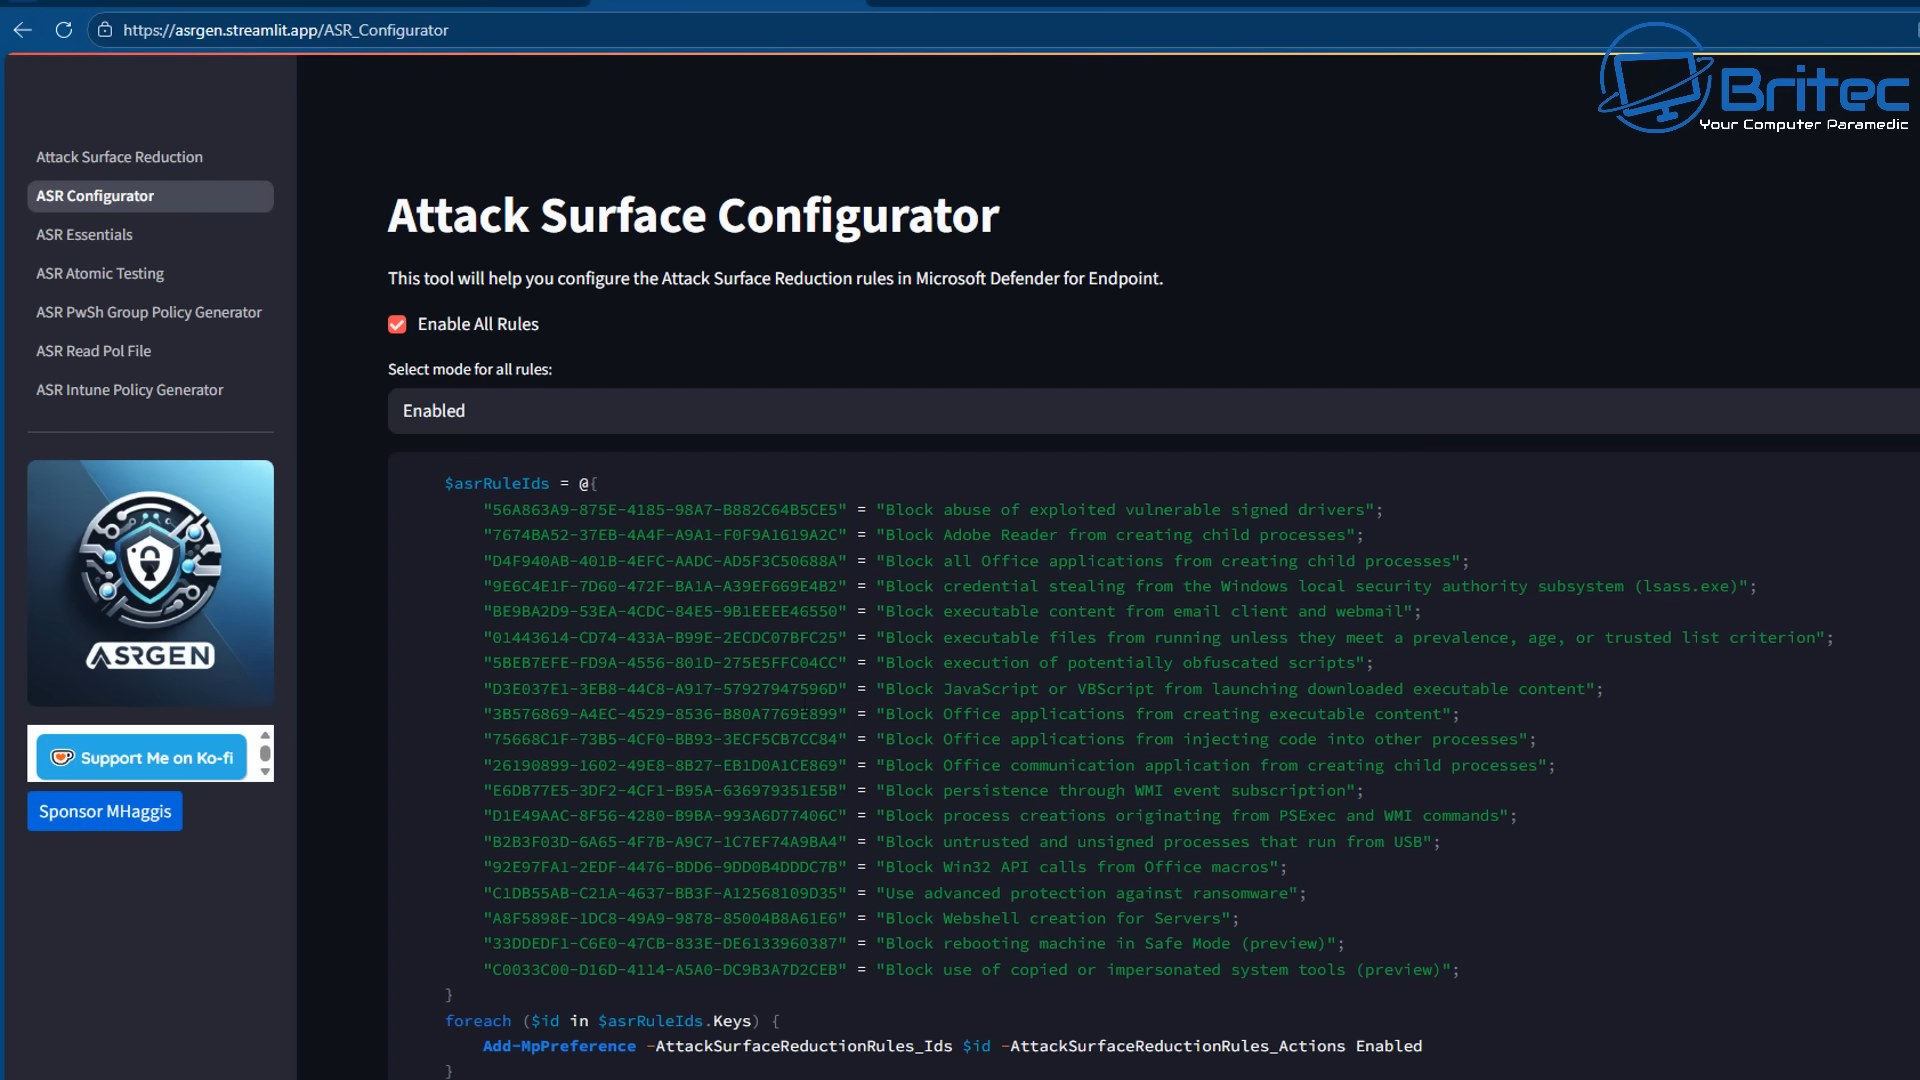 https://asrgen.streamlit.app/ASR_Configurator
Britec
Your Computer Paramedic
Attack Surface Reduction
ASR Configurator
ASR Essentials
ASR Atomic Testing
ASR PwSh Group Policy Generator
ASR Read Pol File
ASR Intune Policy Generator
ASRGEN
Support Me on Ko-fi
Sponsor MHaggis
Attack Surface Configurator
This tool will help you configure the Attack Surface Reduction rules in Microsoft Defender for Endpoint.
Enable All Rules
Select mode for all rules:
Enabled
$asrRuleIds = @{
"56A863A9-875E-4185-98A7-B882C64B5CE5" = "Block abuse of exploited vulnerable signed drivers";
"7674BA52-37EB-4A4F-A9A1-F0F9A1619A2C" = "Block Adobe Reader from creating child processes";
"D4F940AB-401B-4EFC-AADC-AD5F3C50688A" = "Block all Office applications from creating child processes";
"9E6C4E1F-7D60-472F-BA1A-A39EF669E4B2" = "Block credential stealing from the Windows local security authority subsystem (lsass.exe)";
"BE9BA2D9-53EA-4CDC-84E5-9B1EEEE46550" = "Block executable content from email client and webmail";
"01443614-CD74-433A-B99E-2ECDC07BFC25" = "Block executable files from running unless they meet a prevalence, age, or trusted list criterion";
"5BEB7EFE-FD9A-4556-801D-275E5FFC04CC" = "Block execution of potentially obfuscated scripts";
"D3E037E1-3EB8-44C8-A917-57927947596D" = "Block JavaScript or VBScript from launching downloaded executable content";
"3B576869-A4EC-4529-8536-B80A7769E899" = "Block Office applications from creating executable content";
"75668C1F-73B5-4CF0-BB93-3ECF5CB7CC84" = "Block Office applications from injecting code into other processes";
"26190899-1602-49E8-8B27-EB1D0A1CE869" = "Block Office communication application from creating child processes";
"E6DB77E5-3DF2-4CF1-B95A-636979351E5B" = "Block persistence through WMI event subscription";
"D1E49AAC-8F56-4280-B9BA-993A6D77406C" = "Block process creations originating from PSExec and WMI commands";
"B2B3F03D-6A65-4F7B-A9C7-1C7EF74A9BA4" = "Block untrusted and unsigned processes that run from USB";
"92E97FA1-2EDF-4476-BDD6-9DD0B4DDDC7B" = "Block Win32 API calls from Office macros";
"C1DB55AB-C21A-4637-BB3F-A12568109D35" = "Use advanced protection against ransomware";
"A8F5898E-1DC8-49A9-9878-85004B8A61E6" = "Block Webshell creation for Servers";
"33DDEDF1-C6E0-47CB-833E-DE6133960387" = "Block rebooting machine in Safe Mode (preview)";
"C0033C00-D16D-4114-A5A0-DC9B3A7D2CEB" = "Block use of copied or impersonated system tools (preview)";
}
foreach ($id in $asrRuleIds.Keys) {
Add-MpPreference -AttackSurfaceReductionRules_Ids $id -AttackSurfaceReductionRules_Actions Enabled
}